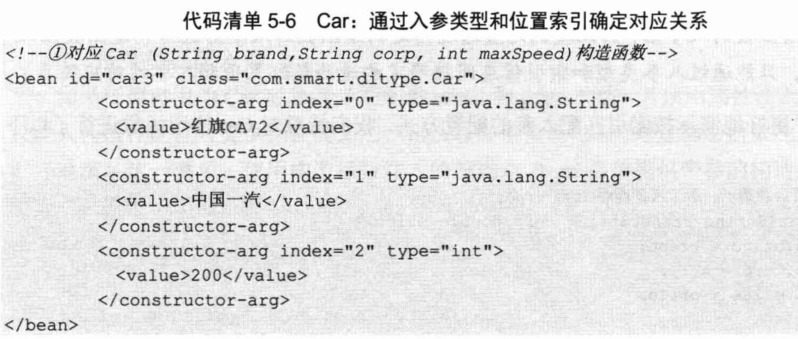 代码清单 5-6 Car：通过入参类型和位置索引确定对应关系
<!--①对应 Car (String brand,String corp, int maxSpeed)构造函数-->
<bean id="car3" class="com.smart.ditype.Car">
<constructor-arg index="0" type="java.lang.String">
<value>红旗CA72</value>
</constructor-arg>
<constructor-arg index="1" type="java.lang.String">
<value>中国一汽</value>
</constructor-arg>
<constructor-arg index="2" type="int">
<value>200</value>
</constructor-arg>
</bean>